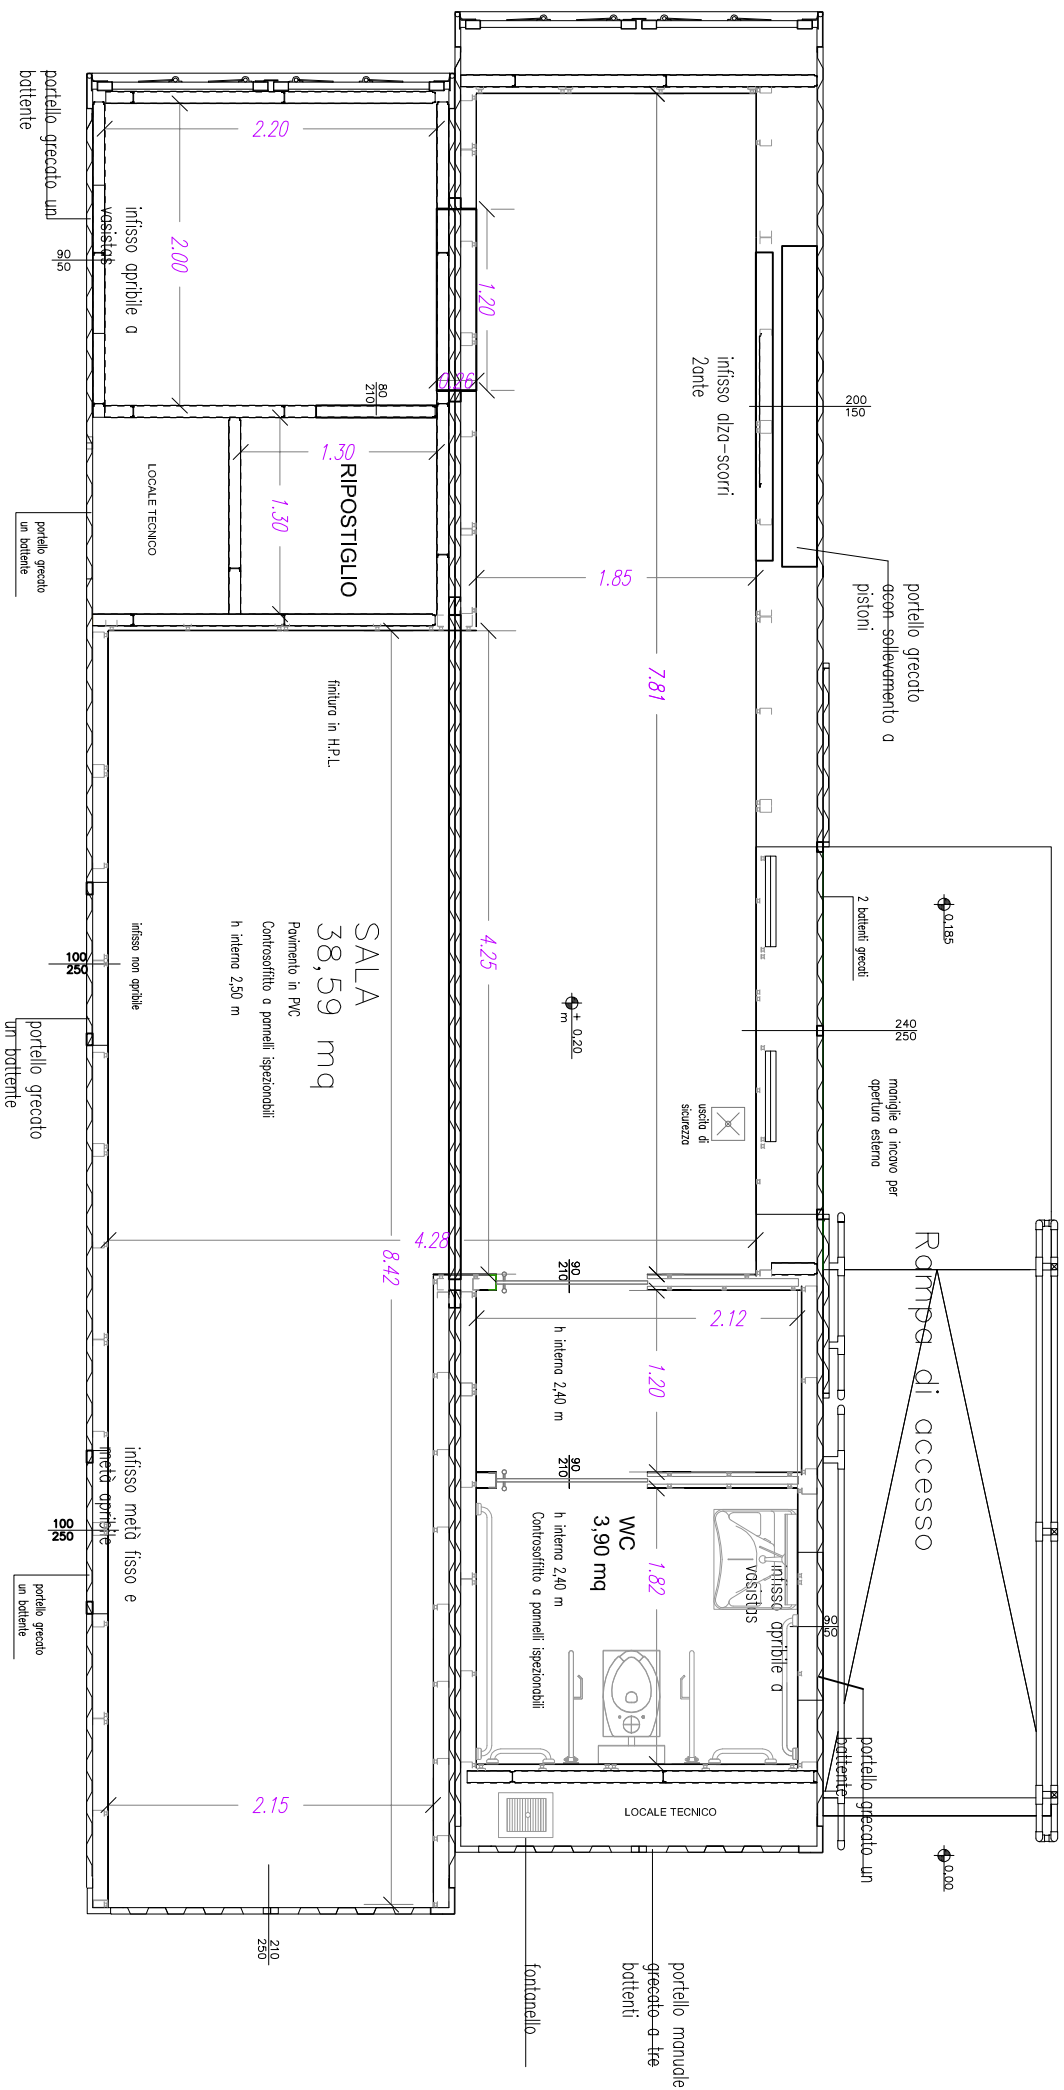 portello grecato un
battente
2.20
2.00
infisso apribile a
vasistas
90
50
1.20
0.26
80
210
infisso alza-scorri
2ante
200
150
portello grecato
acon sollevamento a
pistoni
LOCALE TECNICO
RIPOSTIGLIO
1.30
1.30
portello grecato
un battente
1.85
7.81
finitura in H.P.L.
SALA
38,59 mq
Pavimento in PVC
Controsoffitto a pannelli ispezionabili
h interna 2,50 m
infisso non apribile
100
250
portello grecato
un battente
4.25
+ 0,20
m
2 battenti grecati
0,185
240
250
maniglie a incavo per
apertura esterna
uscita di
sicurezza
4.28
8.42
Rampa di accesso
90
210
2.12
h interna 2,40 m
1.20
90
210
infisso metà fisso e
metà apribile
100
250
portello grecato
un battente
WC
3,90 mq
h interna 2,40 m
Controsoffitto a pannelli ispezionabili
1.82
infisso apribile a
vasistas
90
50
portello grecato un
battente
2.15
LOCALE TECNICO
0,00
210
250
fontanello
portello manuale
grecato a tre
battenti